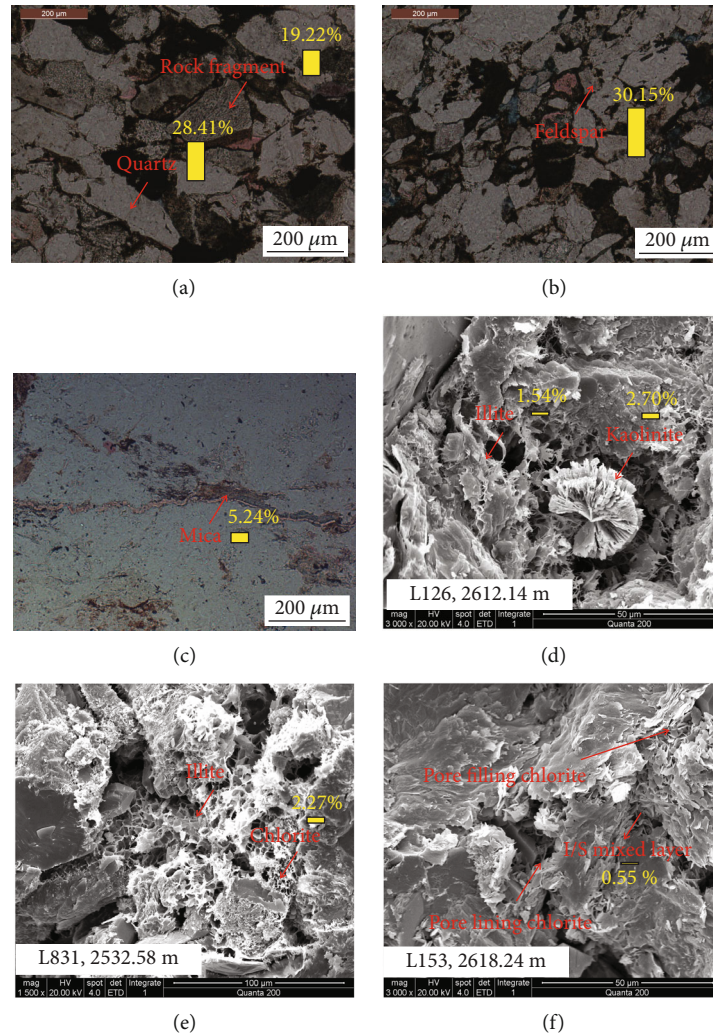 200 μm
19.22%
Rock fragment
28.41%
Quartz
200 μm
(a)
200 μm
30.15%
Feldspar
200 μm
(b)
Mica
5.24%
200 μm
(c)
1.54%
2.70%
Illite
Kaolinite
L126, 2612.14 m
mag HV spot det Integrate 50 μm
3 000 x 20.00 kV 4.0 ETD 1 Quanta 200
(d)
Illite
2.27%
Chlorite
L831, 2532.58 m
mag HV spot det Integrate 100 μm
1 500 x 20.00 kV 4.0 ETD 1 Quanta 200
(e)
Pore filling chlorite
I/S mixed layer
0.55 %
Pore lining chlorite
L153, 2618.24 m
mag HV spot det Integrate 50 μm
3 000 x 20.00 kV 4.0 ETD 1 Quanta 200
(f)